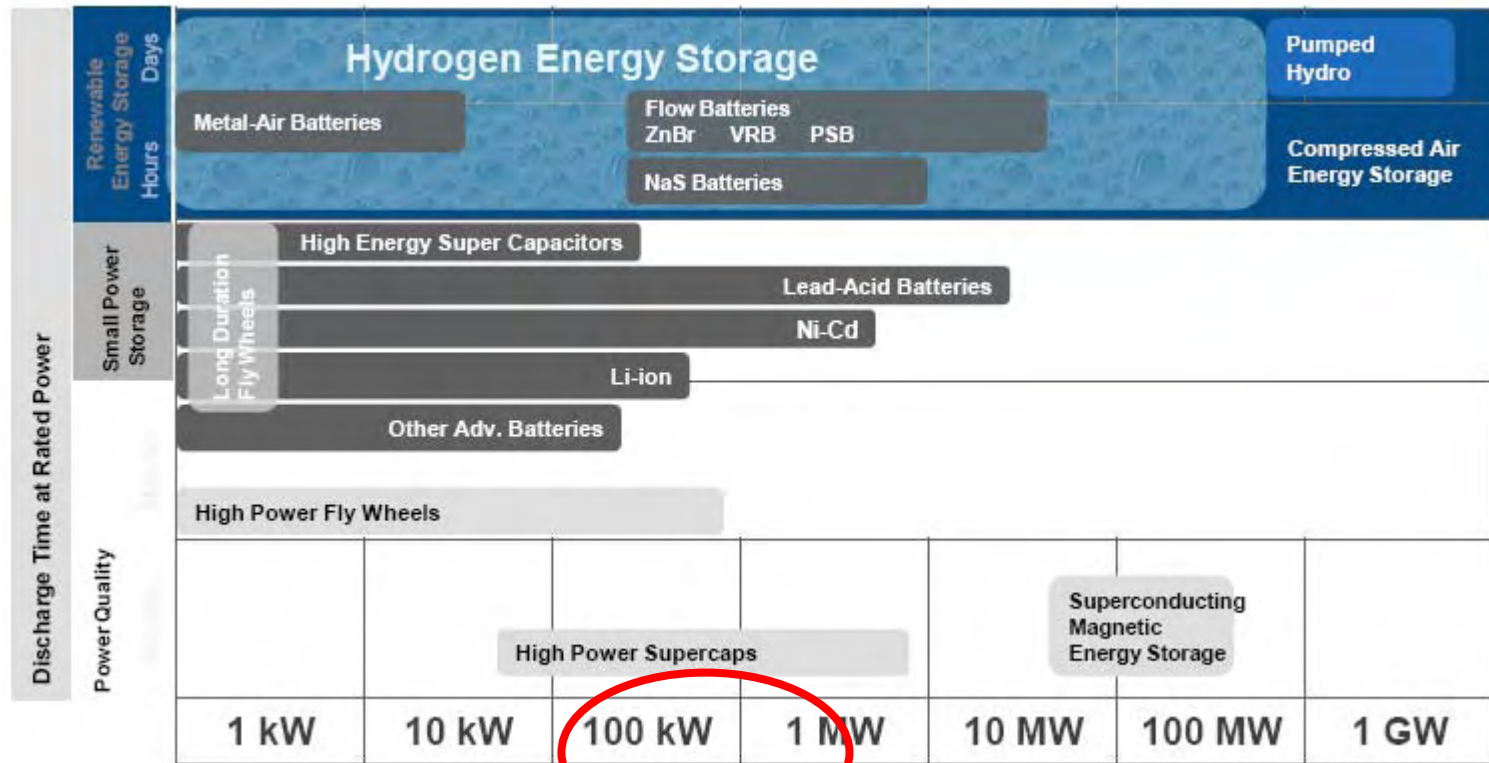 Discharge Time at Rated Power
Renewable
Energy Storage
Days
Hours
Hydrogen Energy Storage
Pumped
Hydro
Metal-Air Batteries
Flow Batteries
ZnBr VRB PSB
NaS Batteries
Compressed Air
Energy Storage
Small Power
Storage
High Energy Super Capacitors
Long Duration
Fly Wheels
Lead-Acid Batteries
Ni-Cd
Li-ion
Other Adv. Batteries
Power Quality
High Power Fly Wheels
High Power Supercaps
Superconducting
Magnetic
Energy Storage
1 kW 10 kW 100 kW 1 MW 10 MW 100 MW 1 GW